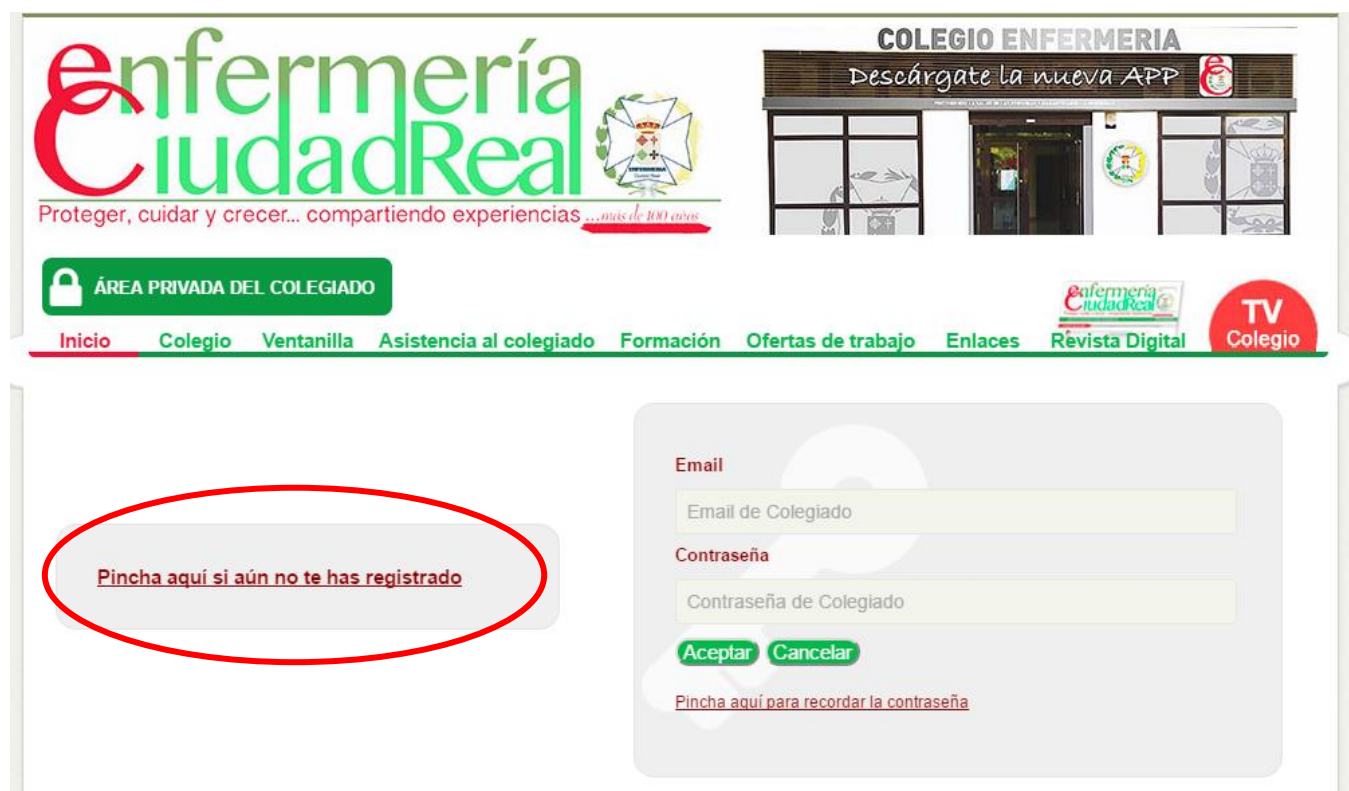 enfermería
CiudadReal
Proteger, cuidar y crecer... compartiendo experiencias ...más de 100 años
COLEGIO ENFERMERIA
Descárgate la nueva APP
ÁREA PRIVADA DEL COLEGIADO
Inicio Colegio Ventanilla Asistencia al colegiado Formación Ofertas de trabajo Enlaces Revista Digital
TV
Colegio
enfermería
CiudadReal
Email
Email de Colegiado
Contraseña
Contraseña de Colegiado
Aceptar Cancelar
Pincha aquí para recordar la contraseña
Pincha aquí si aún no te has registrado